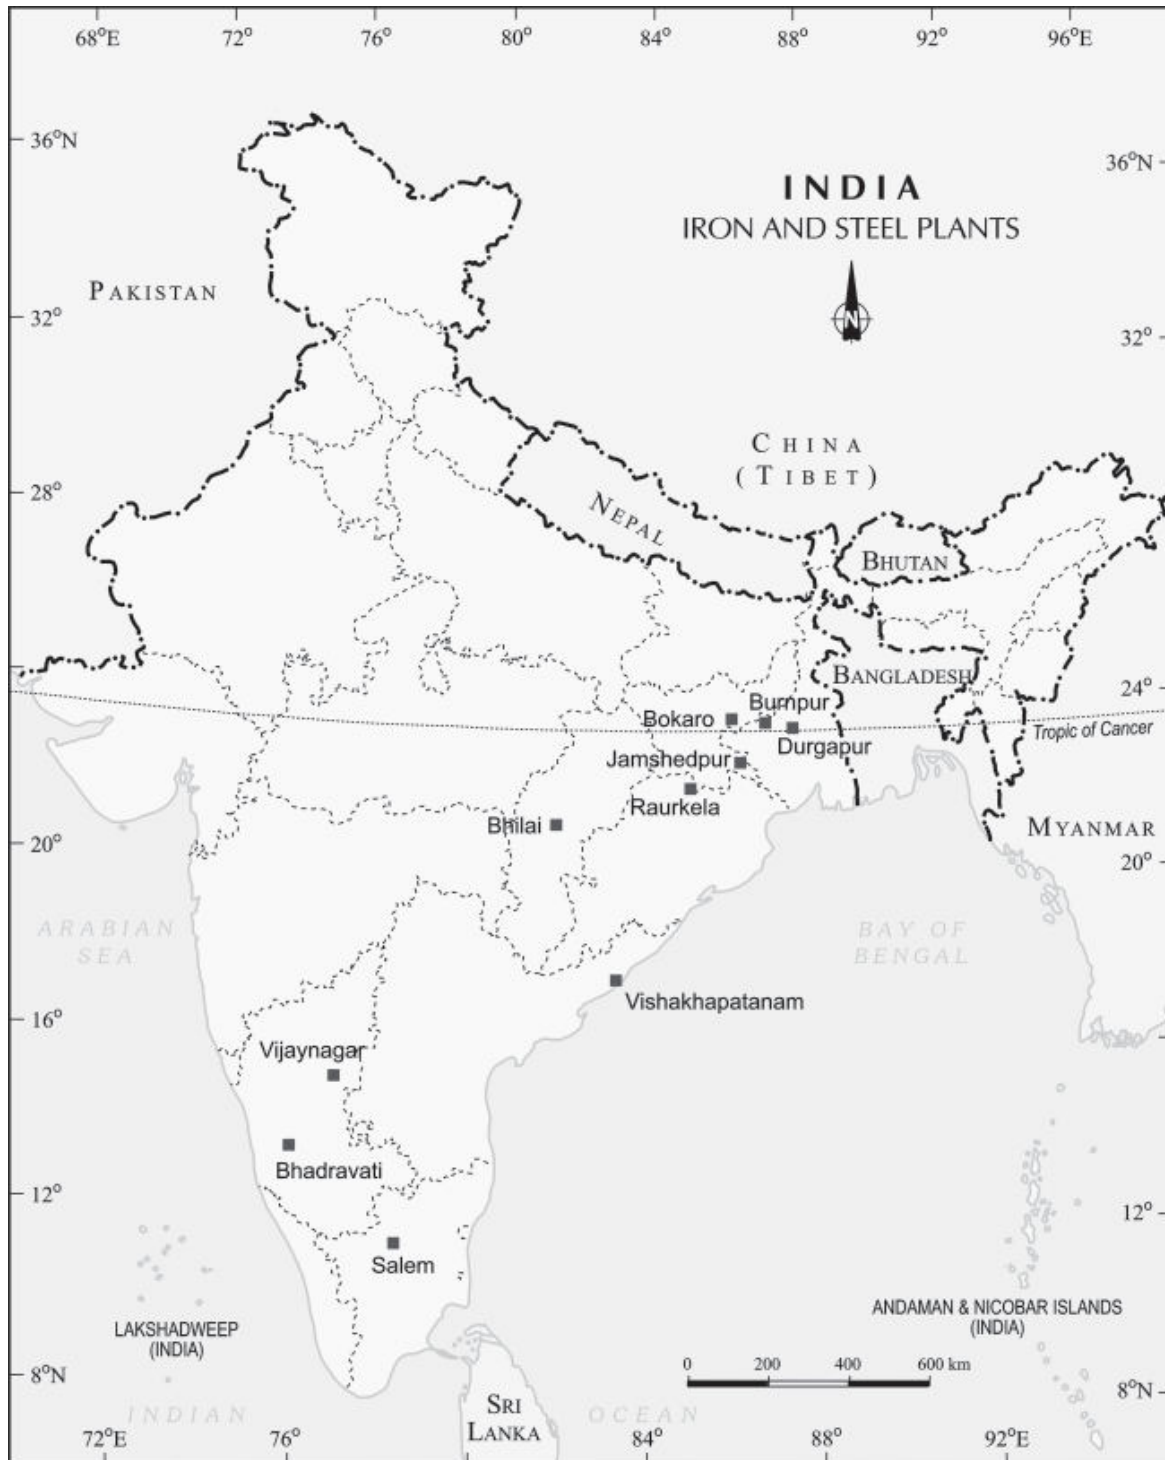 68°E 72° 76° 80° 84° 88° 92° 96°E
36°N
36°N
INDIA
IRON AND STEEL PLANTS
N
PAKISTAN
32°
32°
CHINA
(TIBET)
28°
NEPAL
BHUTAN
BANGLADESH
24°
Burnpur
Bokaro
Durgapur
Tropic of Cancer
Jamshedpur
Raurkela
Bhilai
MYANMAR
20°
20°
ARABIAN
SEA
BAY OF
BENGAL
Vishakhapatanam
16°
Vijaynagar
Bhadravati
12°
12°
Salem
LAKSHADWEEP
(INDIA)
ANDAMAN & NICOBAR ISLANDS
(INDIA)
0 200 400 600 km
8°N
8°N
SRI
LANKA
INDIAN OCEAN
72°E 76° 84° 88° 92°E